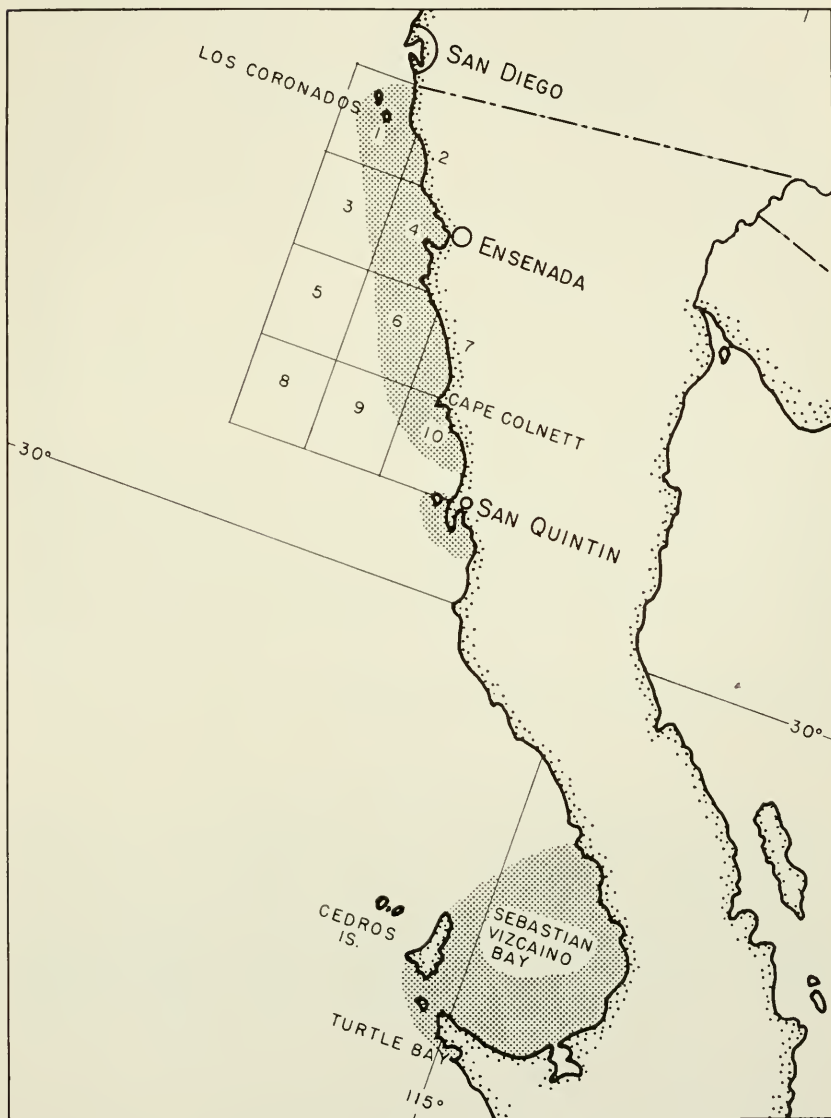 SAN DIEGO
LOS CORONADOS
1
2
3
4
ENSENADA
5
6
7
8
9
CAPE COLNETT
10
30°
SAN QUINTIN
30°
CEDROS
IS.
SEBASTIAN
VIZCAINO
BAY
TURTLE BAY
115°